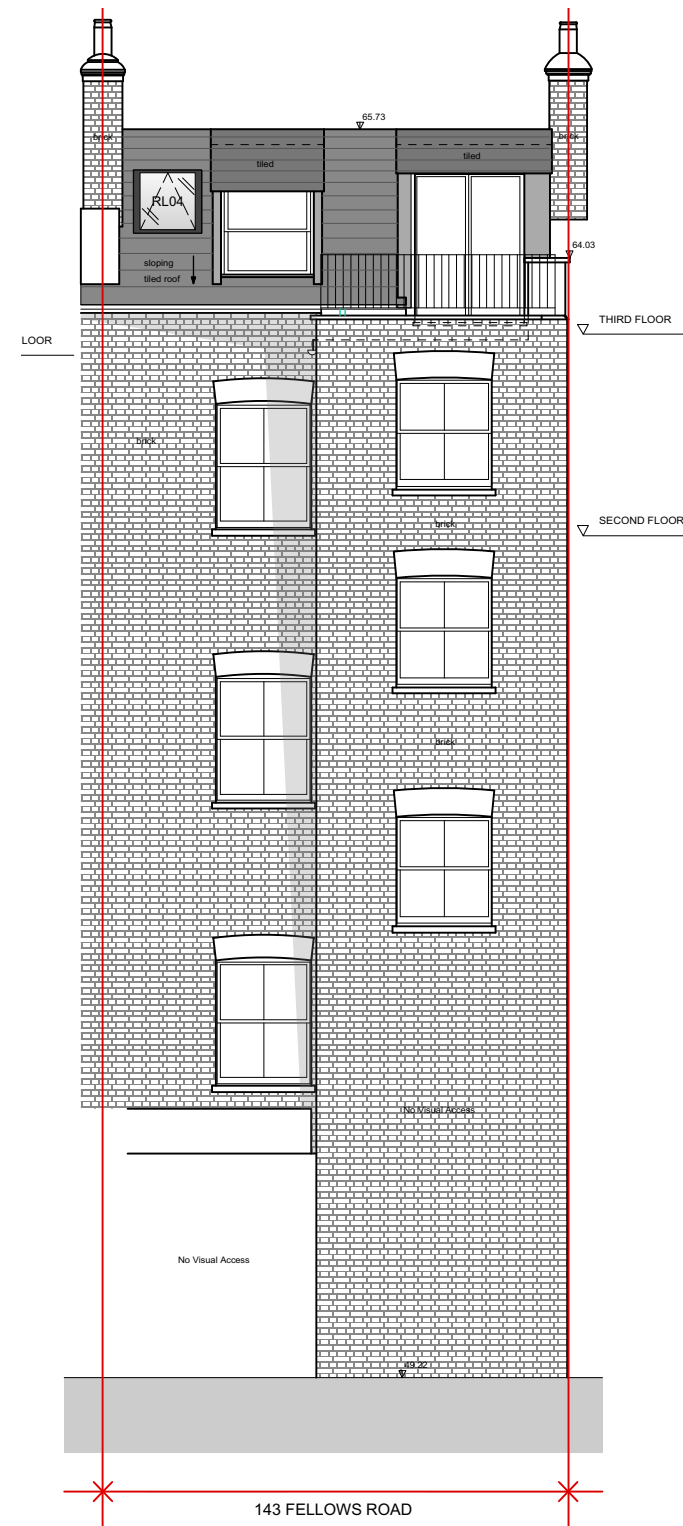 65.73
brick
brick
tiled
tiled
RL04
64.03
sloping
tiled roof
THIRD FLOOR
LOOR
brick
SECOND FLOOR
brick
brick
No Visual Access
No Visual Access
49.22
143 FELLOWS ROAD